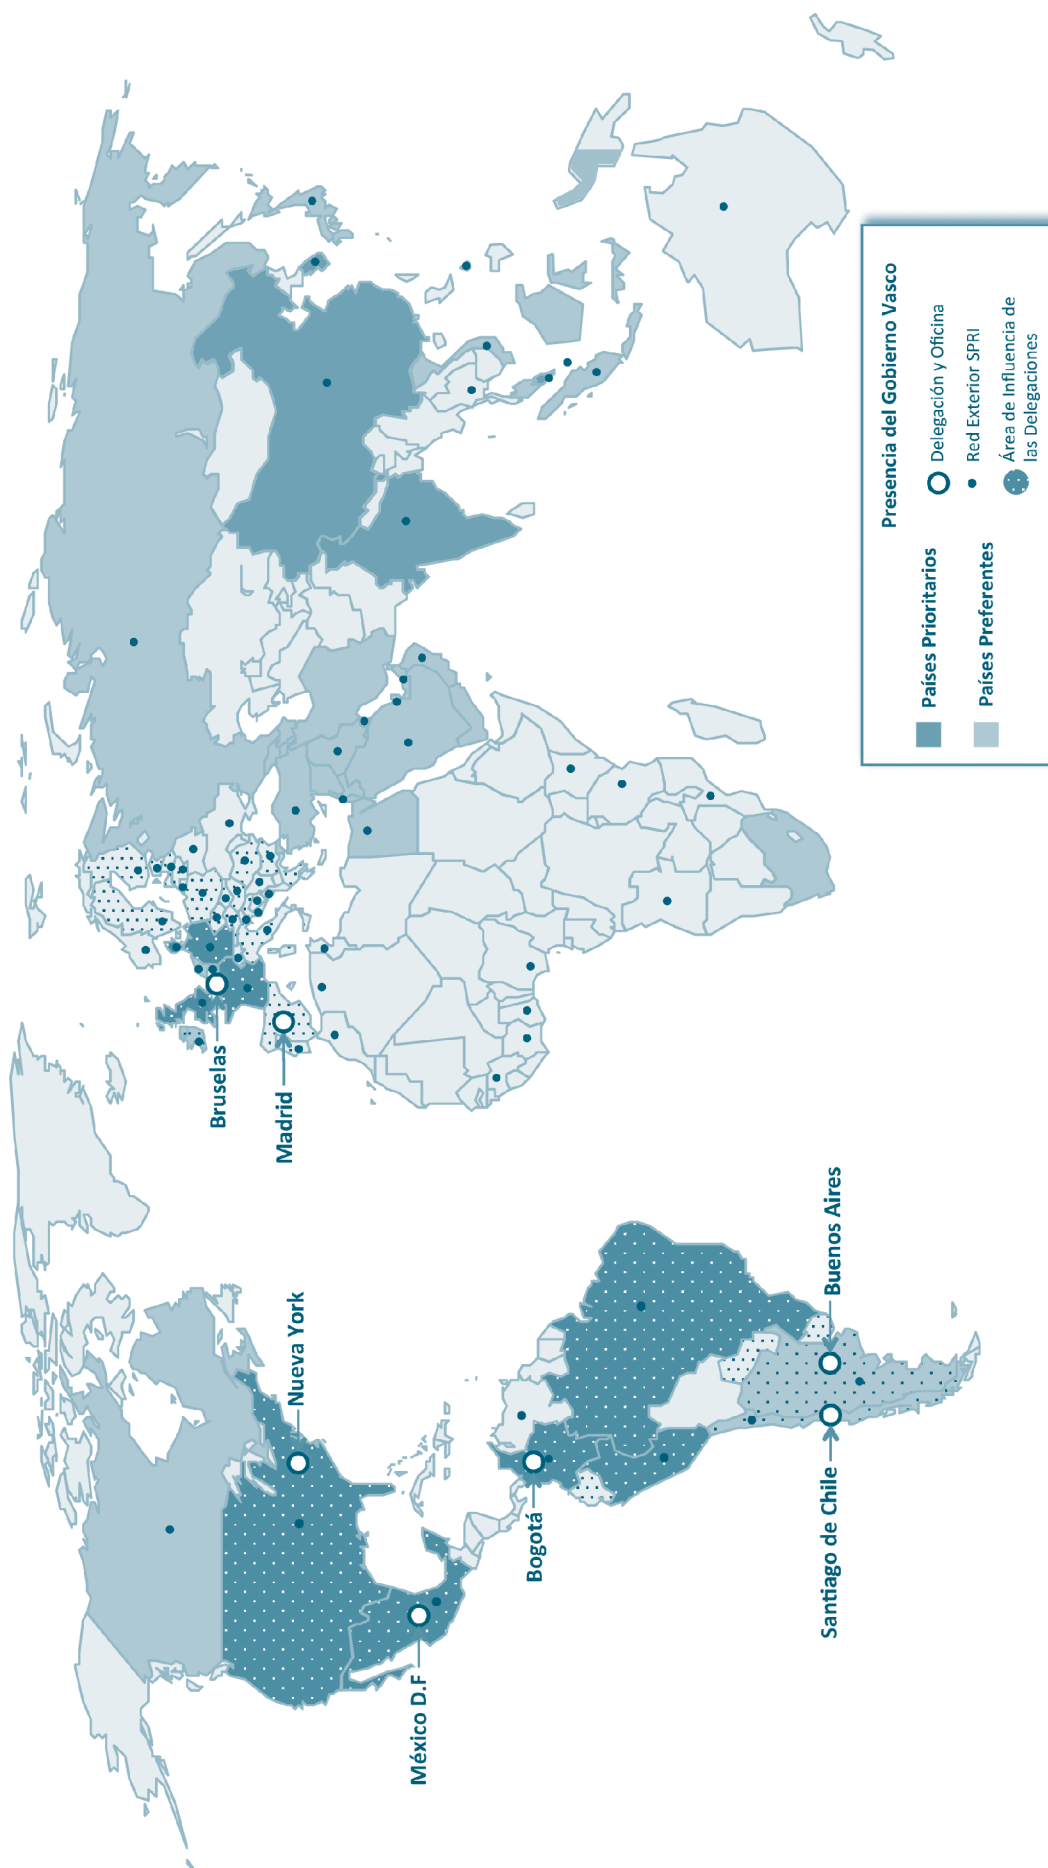 Bruselas
Madrid
Nueva York
México D.F
Bogotá
Buenos Aires
Santiago de Chile
Presencia del Gobierno Vasco
Países Prioritarios
Países Preferentes
Delegación y Oficina
Red Exterior SPRI
Área de Influencia de
las Delegaciones